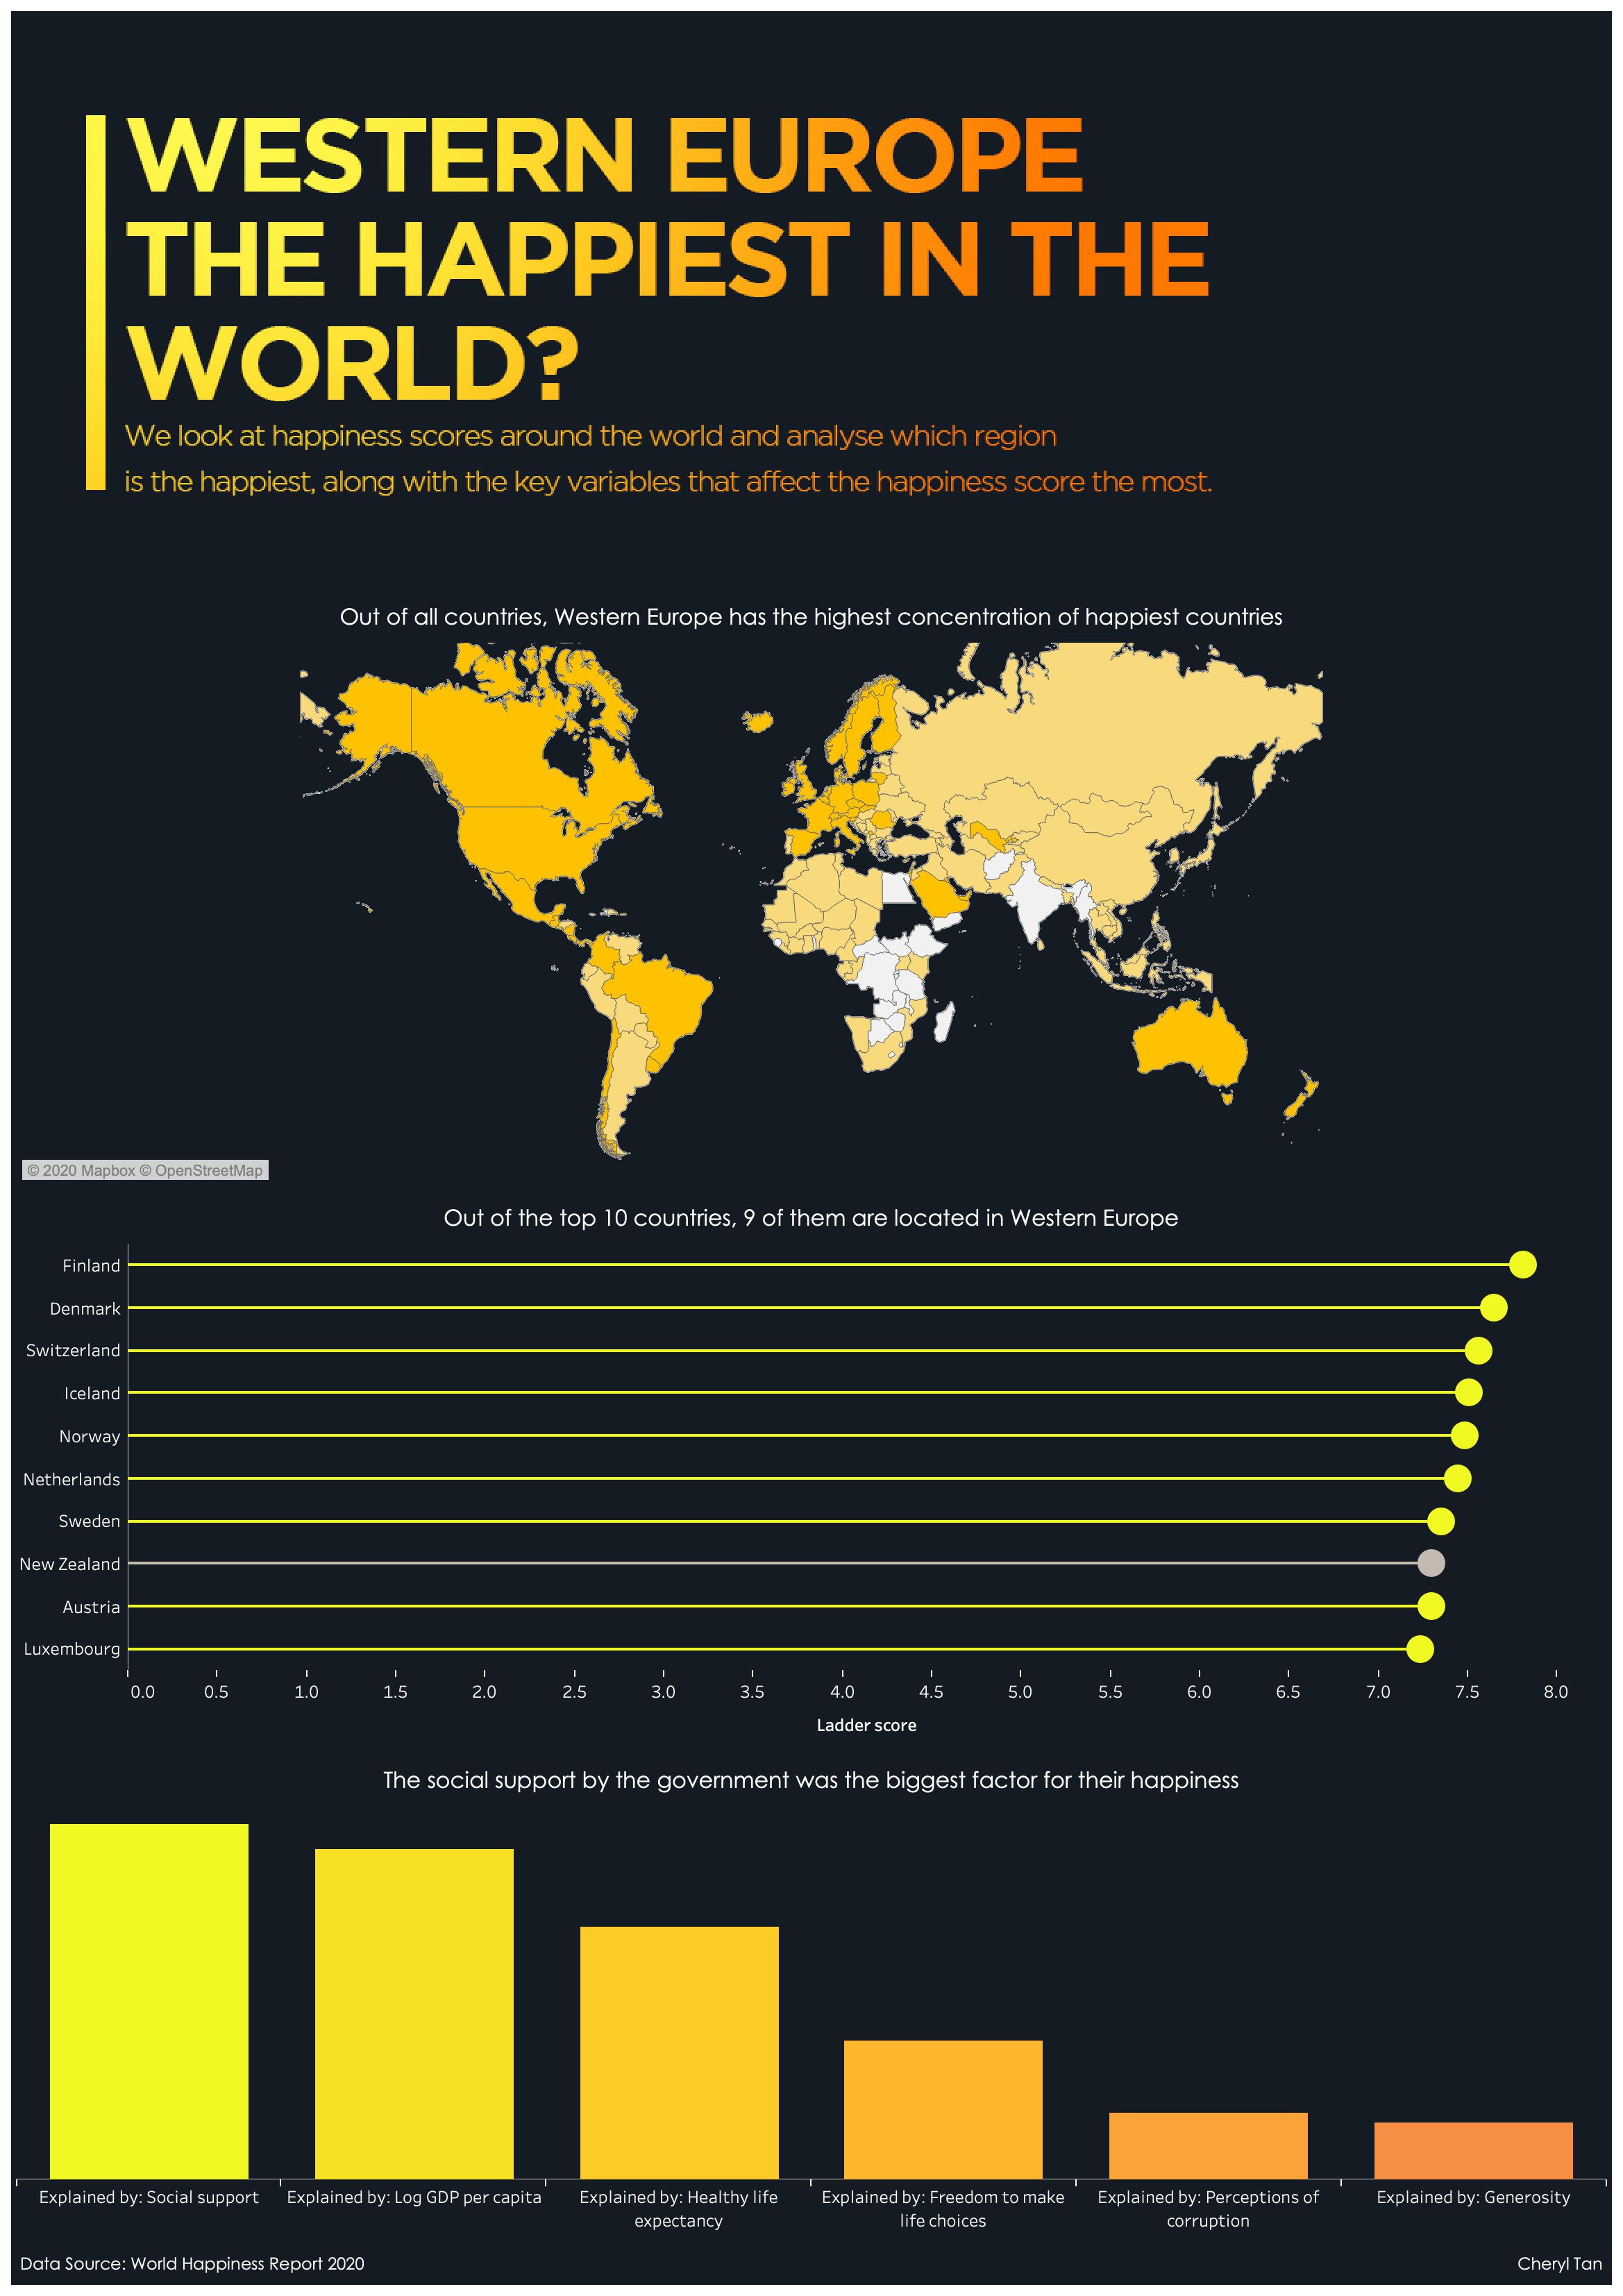 WESTERN EUROPE
THE HAPPIEST IN THE
WORLD?
We look at happiness scores around the world and analyse which region
is the happiest, along with the key variables that affect the happiness score the most.
Out of all countries, Western Europe has the highest concentration of happiest countries
© 2020 Mapbox © OpenStreetMap
Out of the top 10 countries, 9 of them are located in Western Europe
Finland
Denmark
Switzerland
Iceland
Norway
Netherlands
Sweden
New Zealand
Austria
Luxembourg
0.0 0.5 1.0 1.5 2.0 2.5 3.0 3.5 4.0 4.5 5.0 5.5 6.0 6.5 7.0 7.5 8.0
Ladder score
The social support by the government was the biggest factor for their happiness
Explained by: Social support
Explained by: Log GDP per capita
Explained by: Healthy life
expectancy
Explained by: Freedom to make
life choices
Explained by: Perceptions of
corruption
Explained by: Generosity
Data Source: World Happiness Report 2020
Cheryl Tan